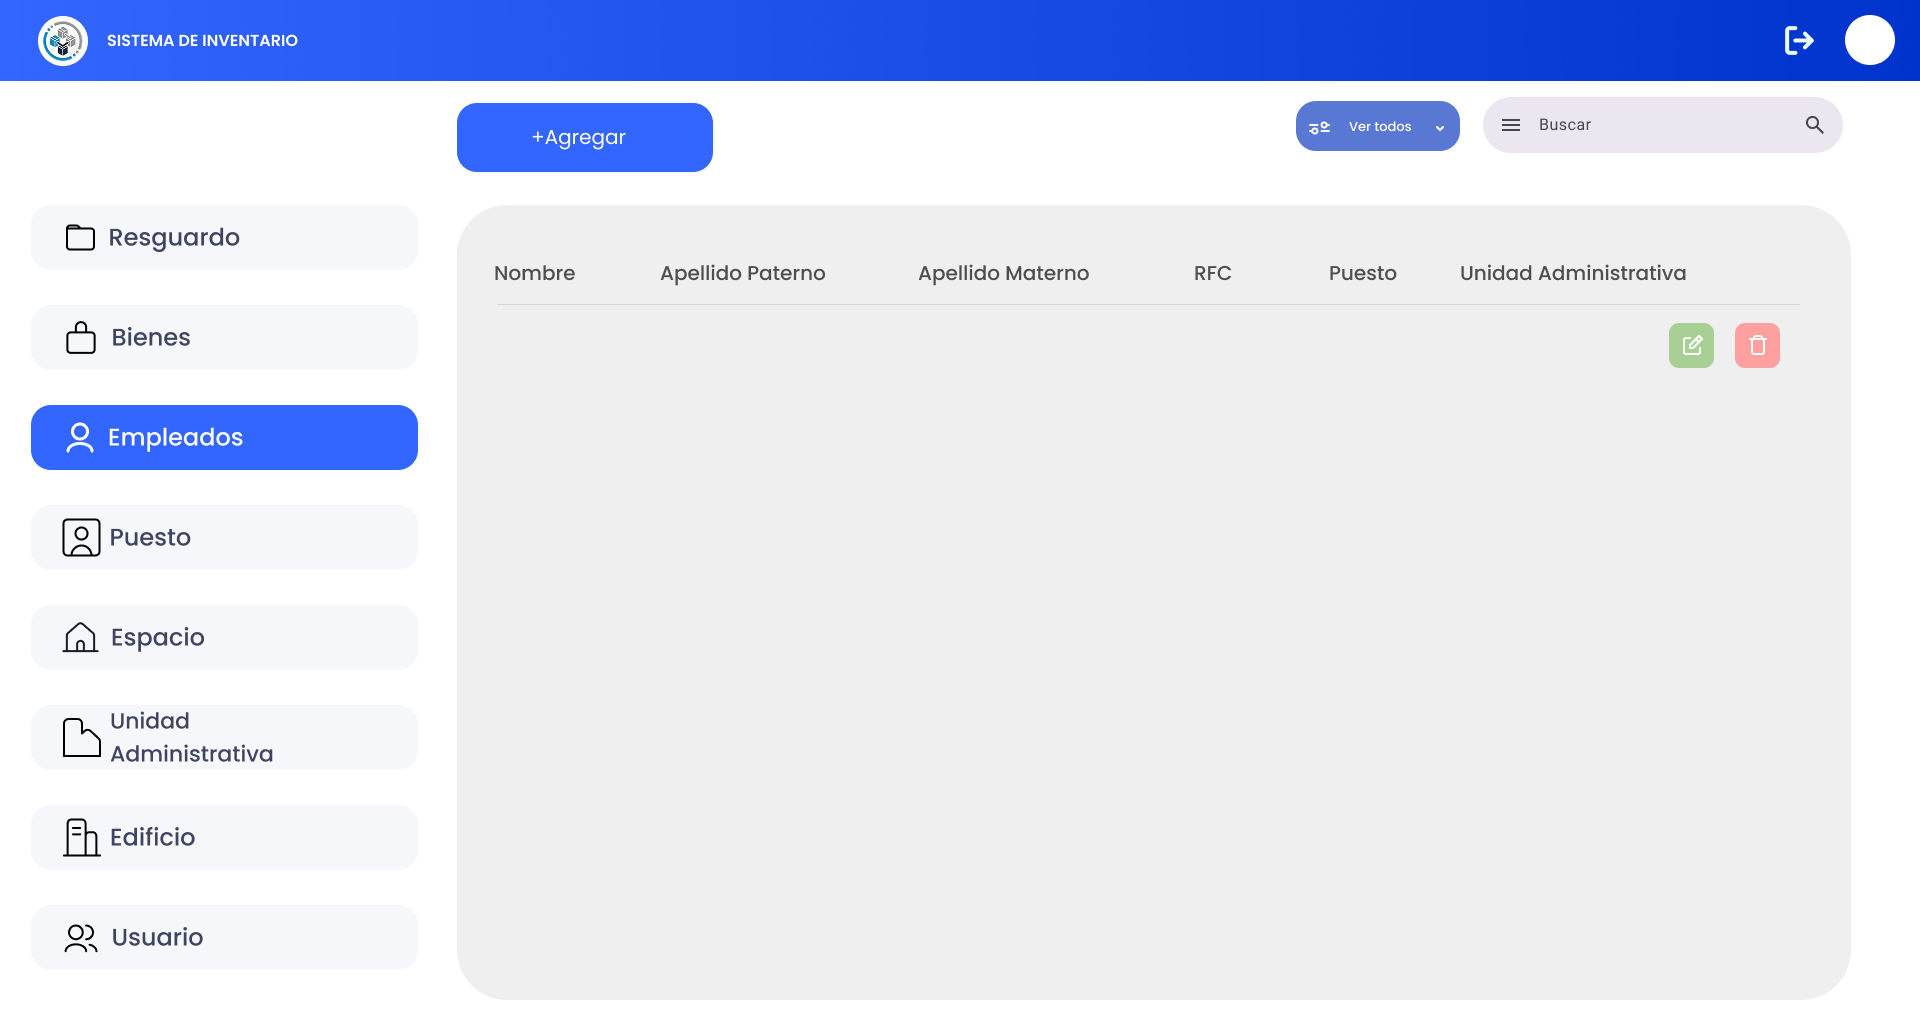 SISTEMA DE INVENTARIO
+Agregar
Ver todos
Buscar
Resguardo
Bienes
Empleados
Puesto
Espacio
Unidad
Administrativa
Edificio
Usuario
Nombre Apellido Paterno Apellido Materno RFC Puesto Unidad Administrativa